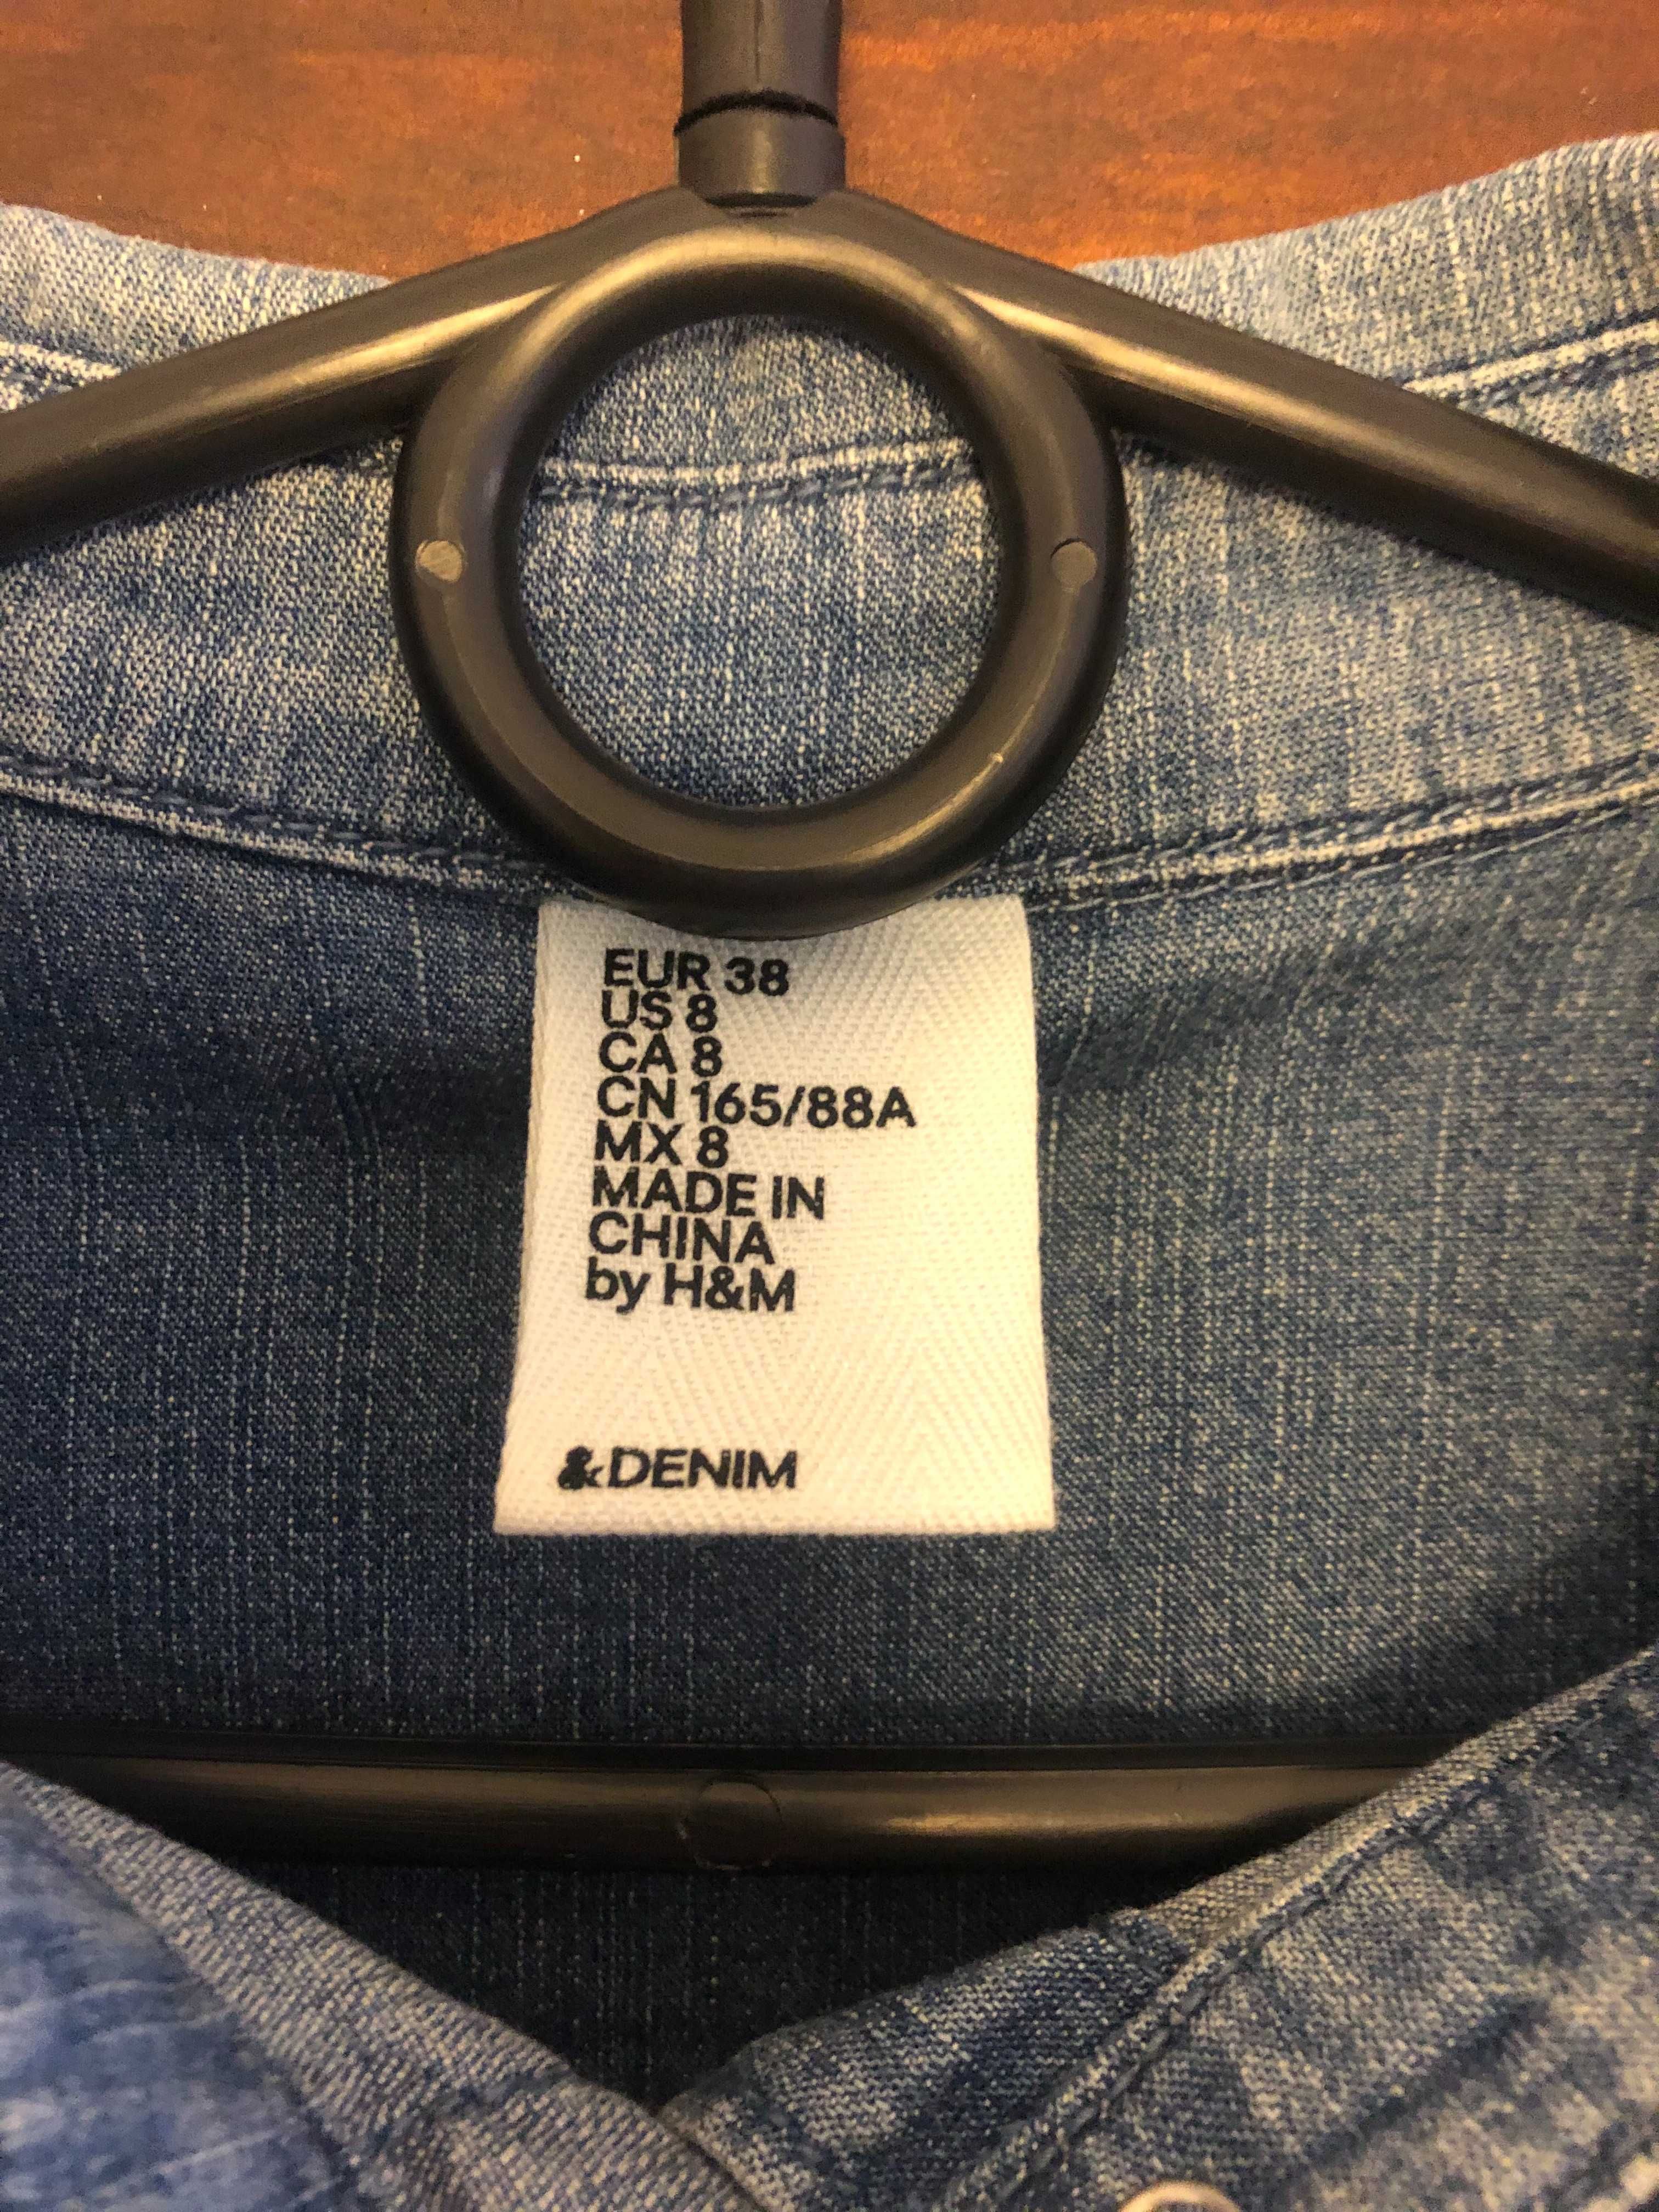 EUR 38
US 8
CA 8
CN 165/88A
MX 8
MADE IN
CHINA
by H&M
&DENIM